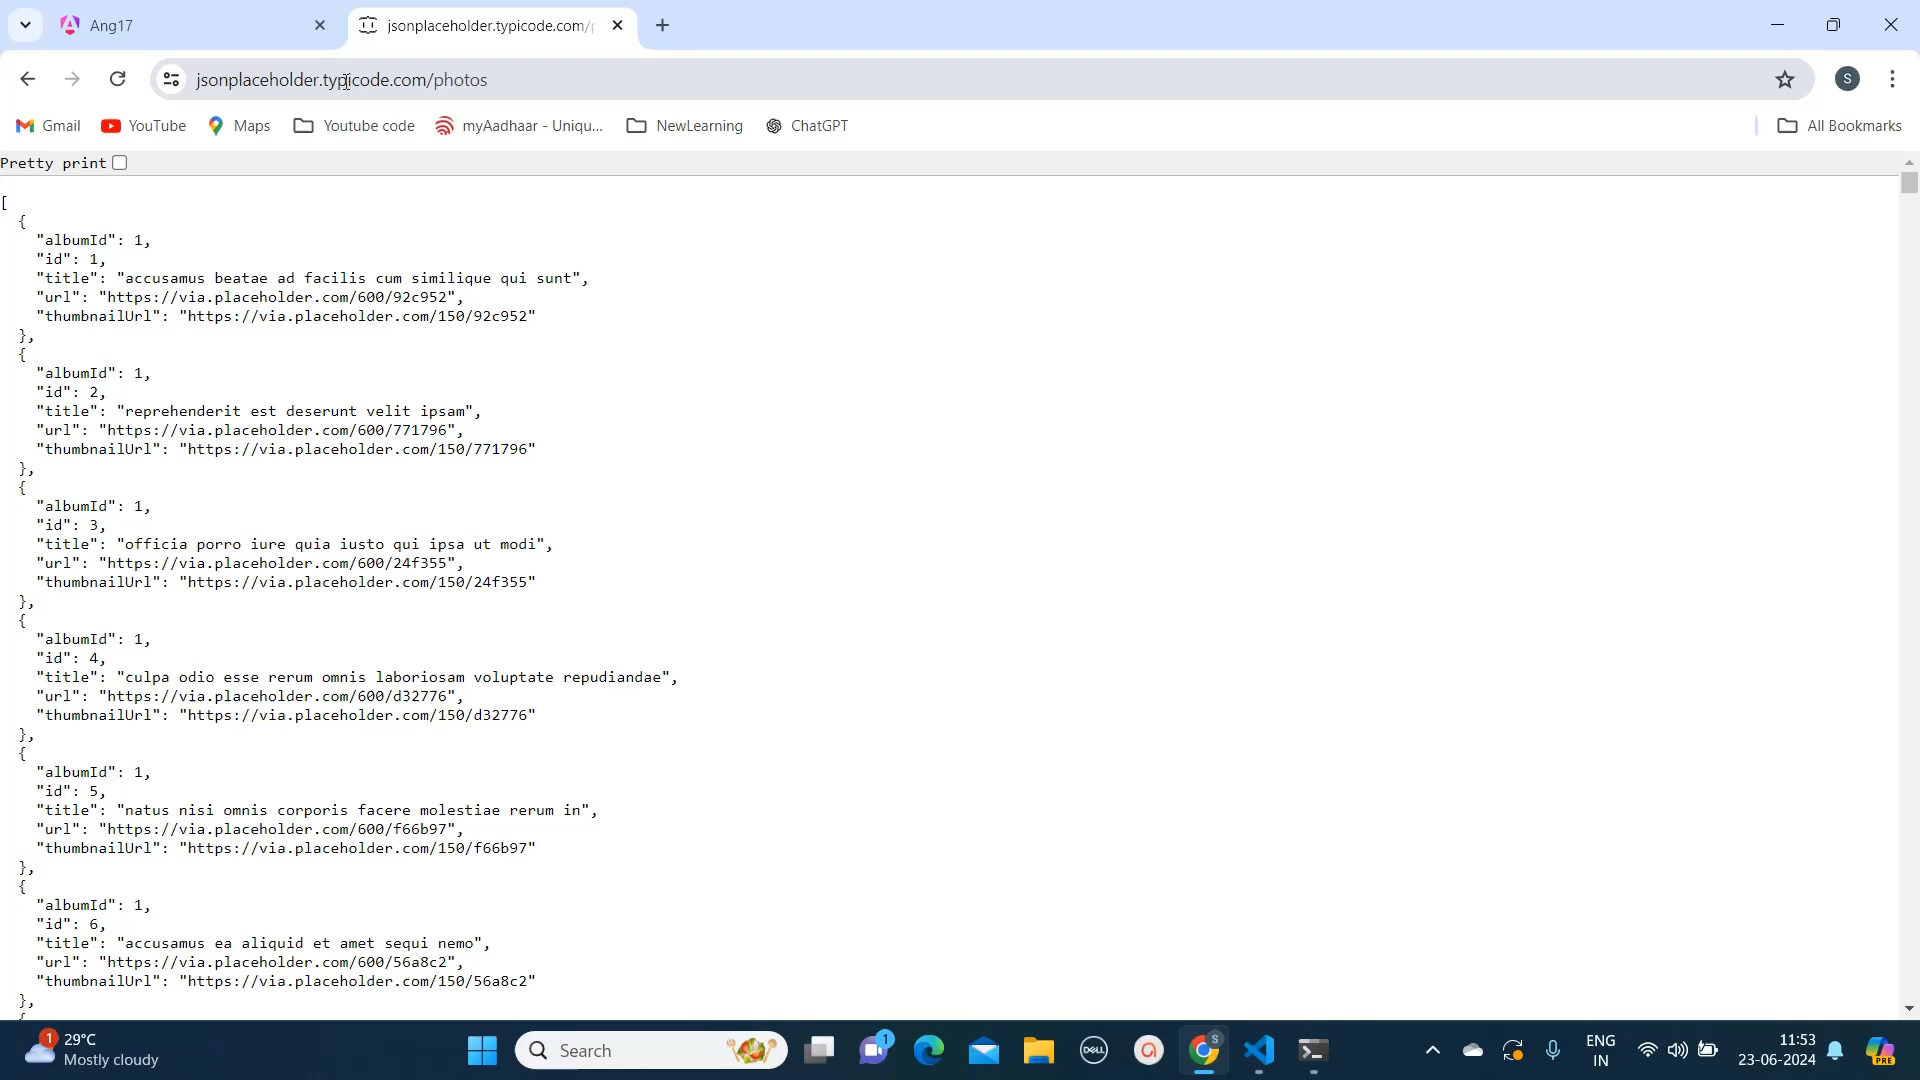 Ang17
jsonplaceholder.typicode.com/
jsonplaceholder.typicode.com/photos
S
Gmail
YouTube
Maps
Youtube code
myAadhaar - Uniqu...
NewLearning
ChatGPT
All Bookmarks
Pretty print
[
{
"albumId": 1,
"id": 1,
"title": "accusamus beatae ad facilis cum similique qui sunt",
"url": "https://via.placeholder.com/600/92c952",
"thumbnailUrl": "https://via.placeholder.com/150/92c952"
},
{
"albumId": 1,
"id": 2,
"title": "reprehenderit est deserunt velit ipsam",
"url": "https://via.placeholder.com/600/771796",
"thumbnailUrl": "https://via.placeholder.com/150/771796"
},
{
"albumId": 1,
"id": 3,
"title": "officia porro iure quia iusto qui ipsa ut modi",
"url": "https://via.placeholder.com/600/24f355",
"thumbnailUrl": "https://via.placeholder.com/150/24f355"
},
{
"albumId": 1,
"id": 4,
"title": "culpa odio esse rerum omnis laboriosam voluptate repudiandae",
"url": "https://via.placeholder.com/600/d32776",
"thumbnailUrl": "https://via.placeholder.com/150/d32776"
},
{
"albumId": 1,
"id": 5,
"title": "natus nisi omnis corporis facere molestiae rerum in",
"url": "https://via.placeholder.com/600/f66b97",
"thumbnailUrl": "https://via.placeholder.com/150/f66b97"
},
{
"albumId": 1,
"id": 6,
"title": "accusamus ea aliquid et amet sequi nemo",
"url": "https://via.placeholder.com/600/56a8c2",
"thumbnailUrl": "https://via.placeholder.com/150/56a8c2"
},
{
1
29°C
Mostly cloudy
Search
1
DELL
S
ENG
IN
11:53
23-06-2024
PRE